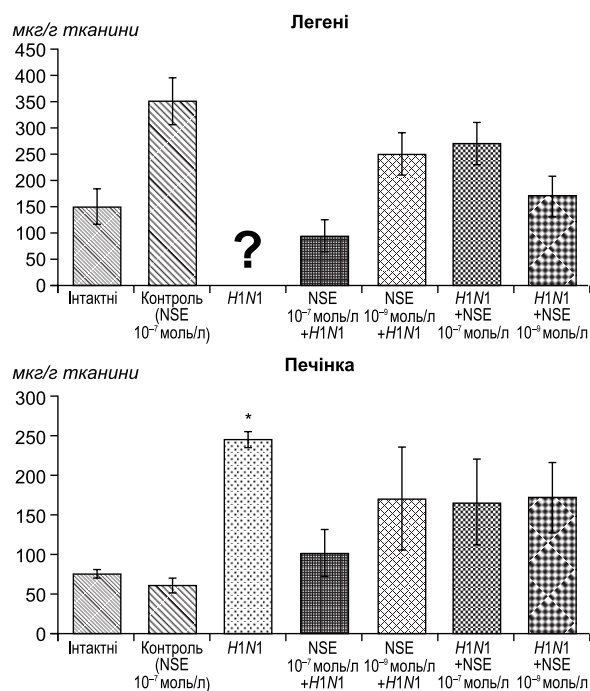 Легені
мкг/г тканини
450
400
350
300
250
200
150
100
50
0
?
Інтактні
Контроль
(NSE
10⁻⁷ моль/л)
H1N1
NSE
10⁻⁷ моль/л
+H1N1
NSE
10⁻⁹ моль/л
+H1N1
H1N1
+NSE
10⁻⁷ моль/л
H1N1
+NSE
10⁻⁹ моль/л
Печінка
мкг/г тканини
300
250
200
150
100
50
0
*
Інтактні
Контроль
(NSE
10⁻⁷ моль/л)
H1N1
NSE
10⁻⁷ моль/л
+H1N1
NSE
10⁻⁹ моль/л
+H1N1
H1N1
+NSE
10⁻⁷ моль/л
H1N1
+NSE
10⁻⁹ моль/л